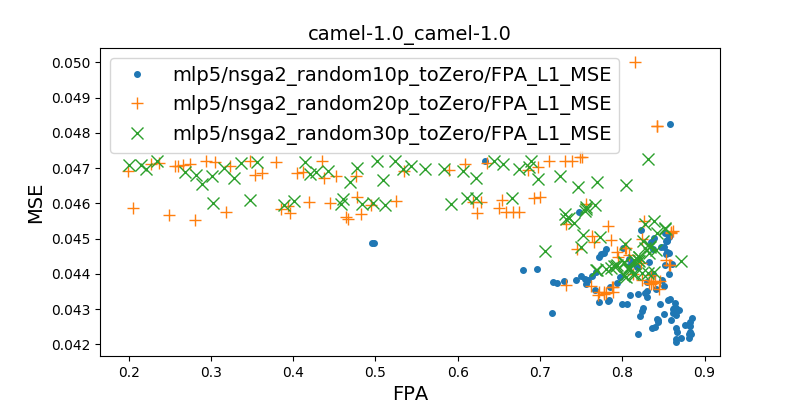 camel-1.0_camel-1.0
mlp5/nsga2_random10p_toZero/FPA_L1_MSE
mlp5/nsga2_random20p_toZero/FPA_L1_MSE
mlp5/nsga2_random30p_toZero/FPA_L1_MSE
MSE
0.050
0.049
0.048
0.047
0.046
0.045
0.044
0.043
0.042
0.2 0.3 0.4 0.5 0.6 0.7 0.8 0.9
FPA